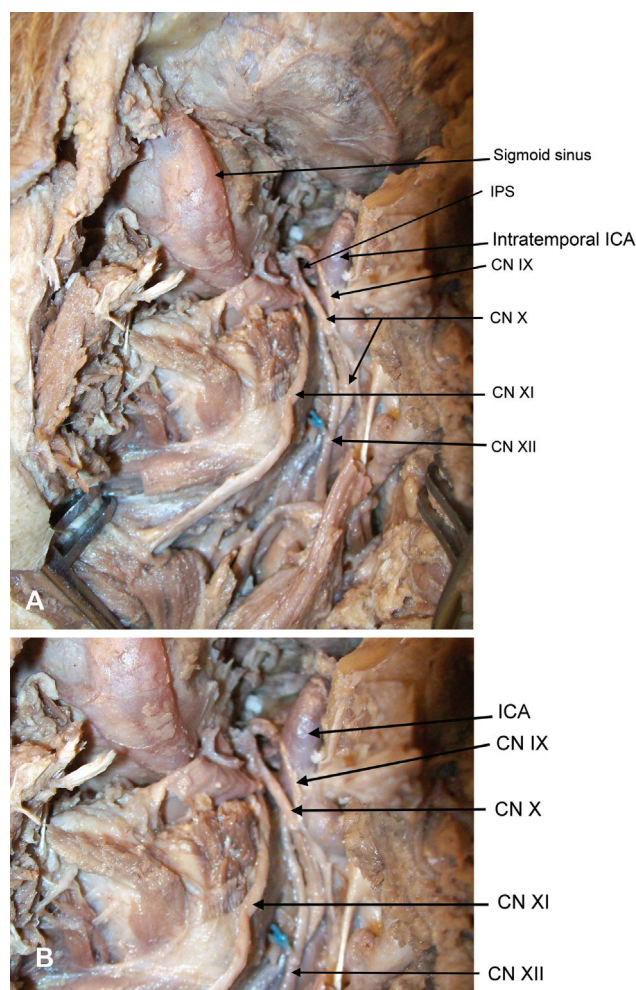 Sigmoid sinus
IPS
Intratemporal ICA
CN IX
CN X
CN XI
CN XII
A
ICA
CN IX
CN X
CN XI
CN XII
B